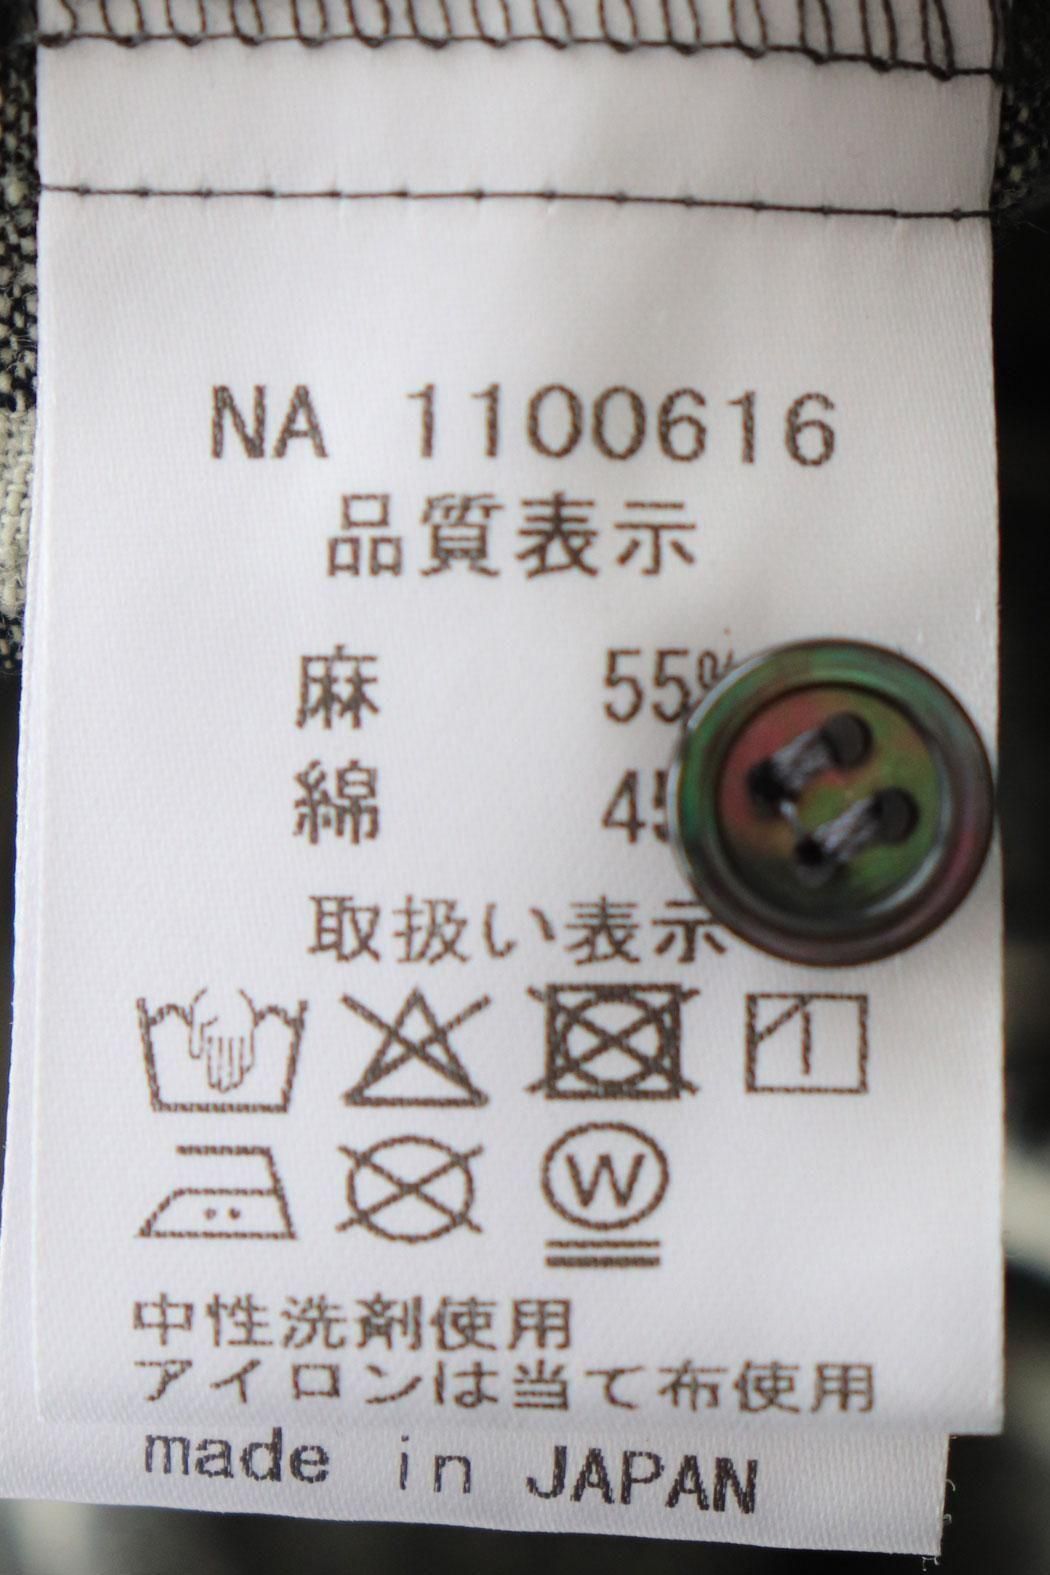 NA 1100616
品質表示
麻 55%
綿 45
取扱い表示
W
中性洗剤使用
アイロンは当て布使用
made in JAPAN